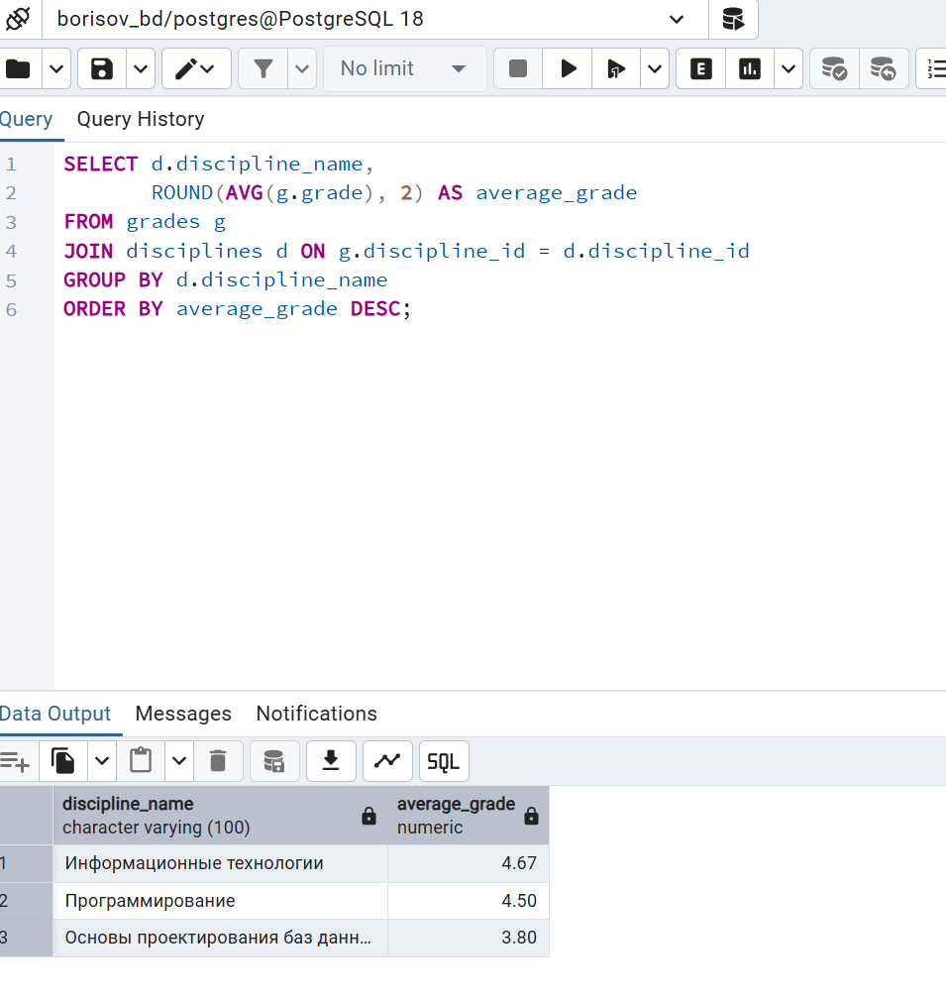 borisov_bd/postgres@PostgreSQL 18
No limit
E
Query Query History
1 SELECT d.discipline_name,
2 ROUND(AVG(g.grade), 2) AS average_grade
3 FROM grades g
4 JOIN disciplines d ON g.discipline_id = d.discipline_id
5 GROUP BY d.discipline_name
6 ORDER BY average_grade DESC;
Data Output Messages Notifications
SQL
discipline_name average_grade
character varying (100) numeric
1 Информационные технологии 4.67
2 Программирование 4.50
3 Основы проектирования баз данн... 3.80